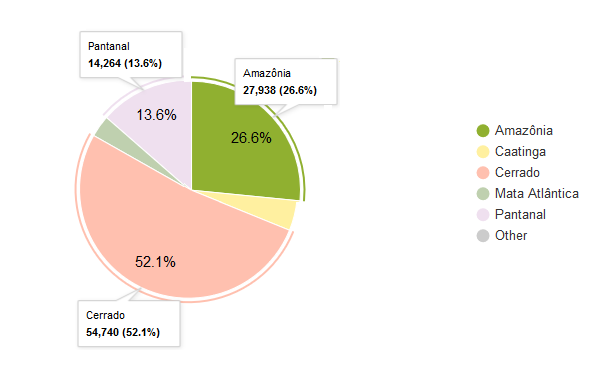 Pantanal
14,264 (13.6%)
Amazônia
27,938 (26.6%)
13.6%
26.6%
52.1%
Cerrado
54,740 (52.1%)
Amazônia
Caatinga
Cerrado
Mata Atlântica
Pantanal
Other